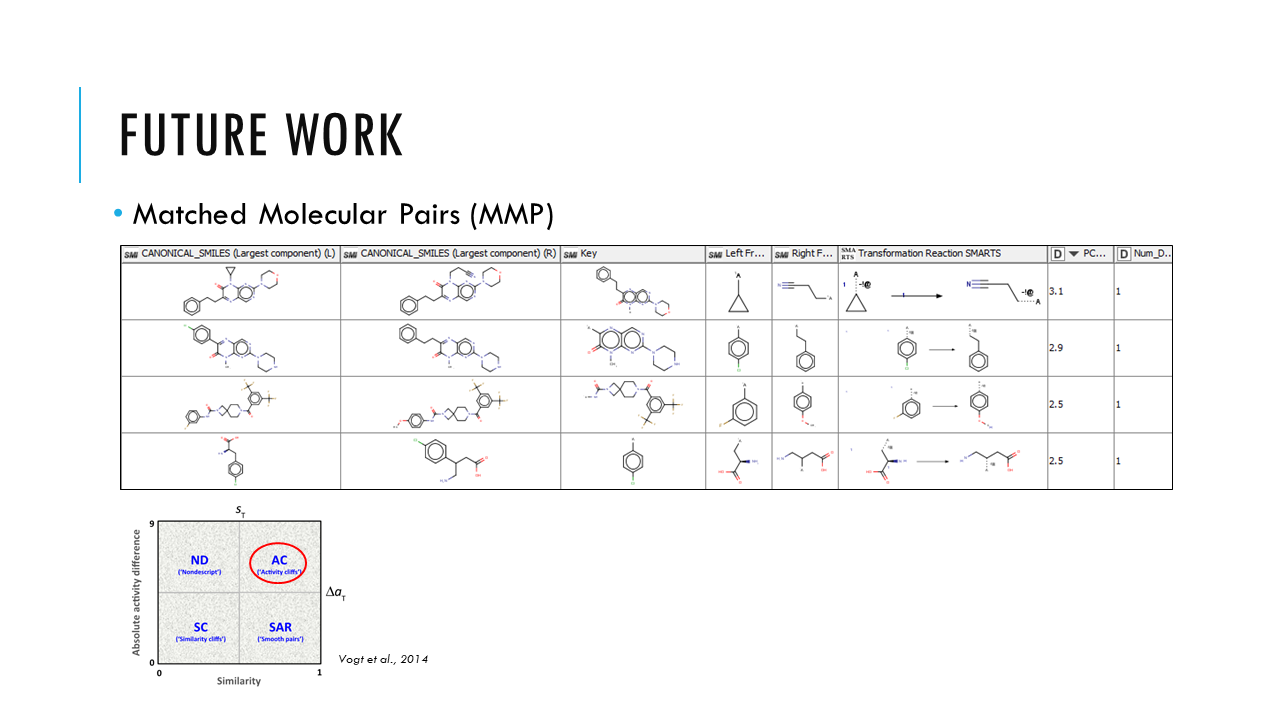 FUTURE WORK
• Matched Molecular Pairs (MMP)
SMI CANONICAL_SMILES (Largest component) (L) SMI CANONICAL_SMILES (Largest component) (R) SMI Key SMI Left Fr... SMI Right F... SMARTS Transformation Reaction SMARTS D PC... D Num_D...
3.1 1
2.9 1
2.5 1
2.5 1
sT
9
ND AC
('Nondescript') ('Activity cliffs')
Absolute activity difference
ΔaT
SC SAR
('Similarity cliffs') ('Smooth pairs')
0
0 1
Similarity
Vogt et al., 2014